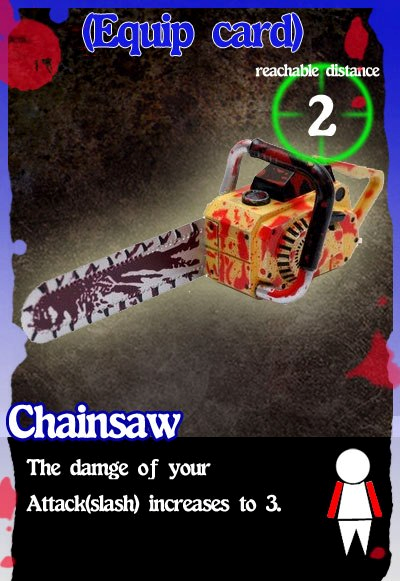 (Equip card)
reachable distance
2
Chainsaw
The damge of your
Attack(slash) increases to 3.